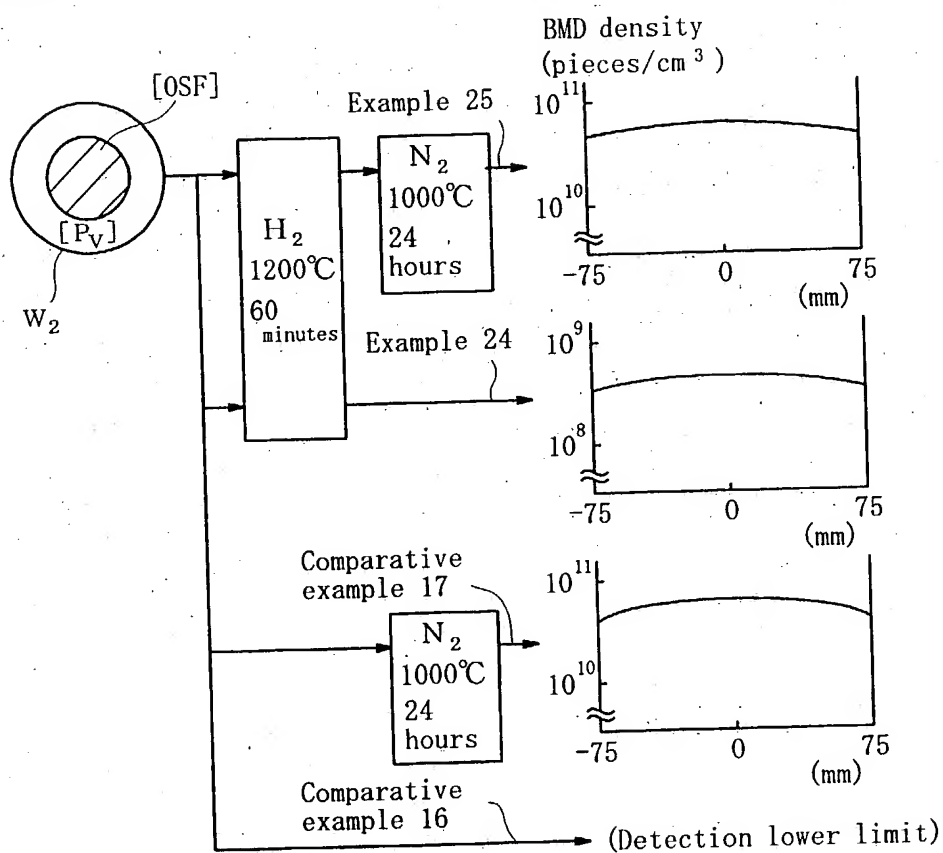 BMD density
(pieces/cm³)
[OSF]
Example 25
10¹¹
N₂
1000℃
24
hours
10¹⁰
[Pᵥ]
H₂
1200℃
60
minutes
-75
0
75
(mm)
W₂
Example 24
10⁹
10⁸
-75
0
75
(mm)
Comparative
example 17
10¹¹
N₂
1000℃
24
hours
10¹⁰
-75
0
75
(mm)
Comparative
example 16
(Detection lower limit)